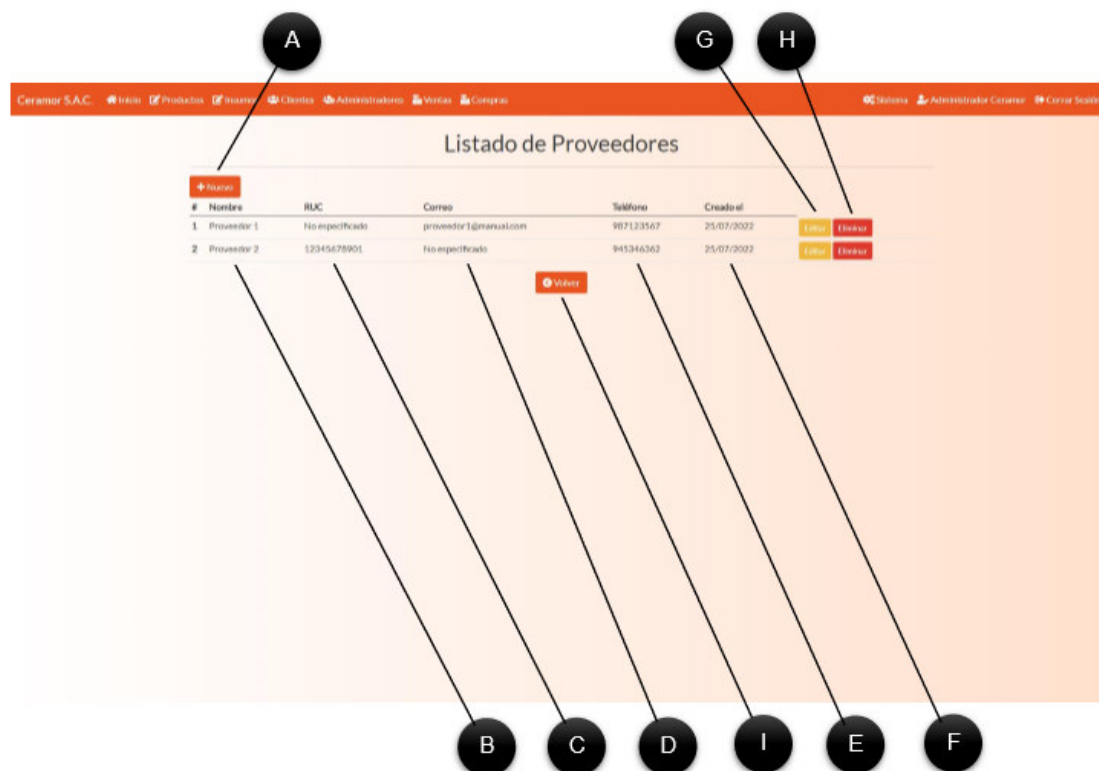 A
G
H
Ceramor S.A.C. Inicio Productos Insumos Clientes Administradores Ventas Compras Sistema Administrador Ceramor Cerrar Sesión
Listado de Proveedores
+ Nuevo
# Nombre RUC Correo Teléfono Creado el
1 Proveedor 1 No especificado proveedor1@manual.com 987123567 25/07/2022 Editar Eliminar
2 Proveedor 2 12345678901 No especificado 945346362 25/07/2022 Editar Eliminar
Volver
B
C
D
I
E
F